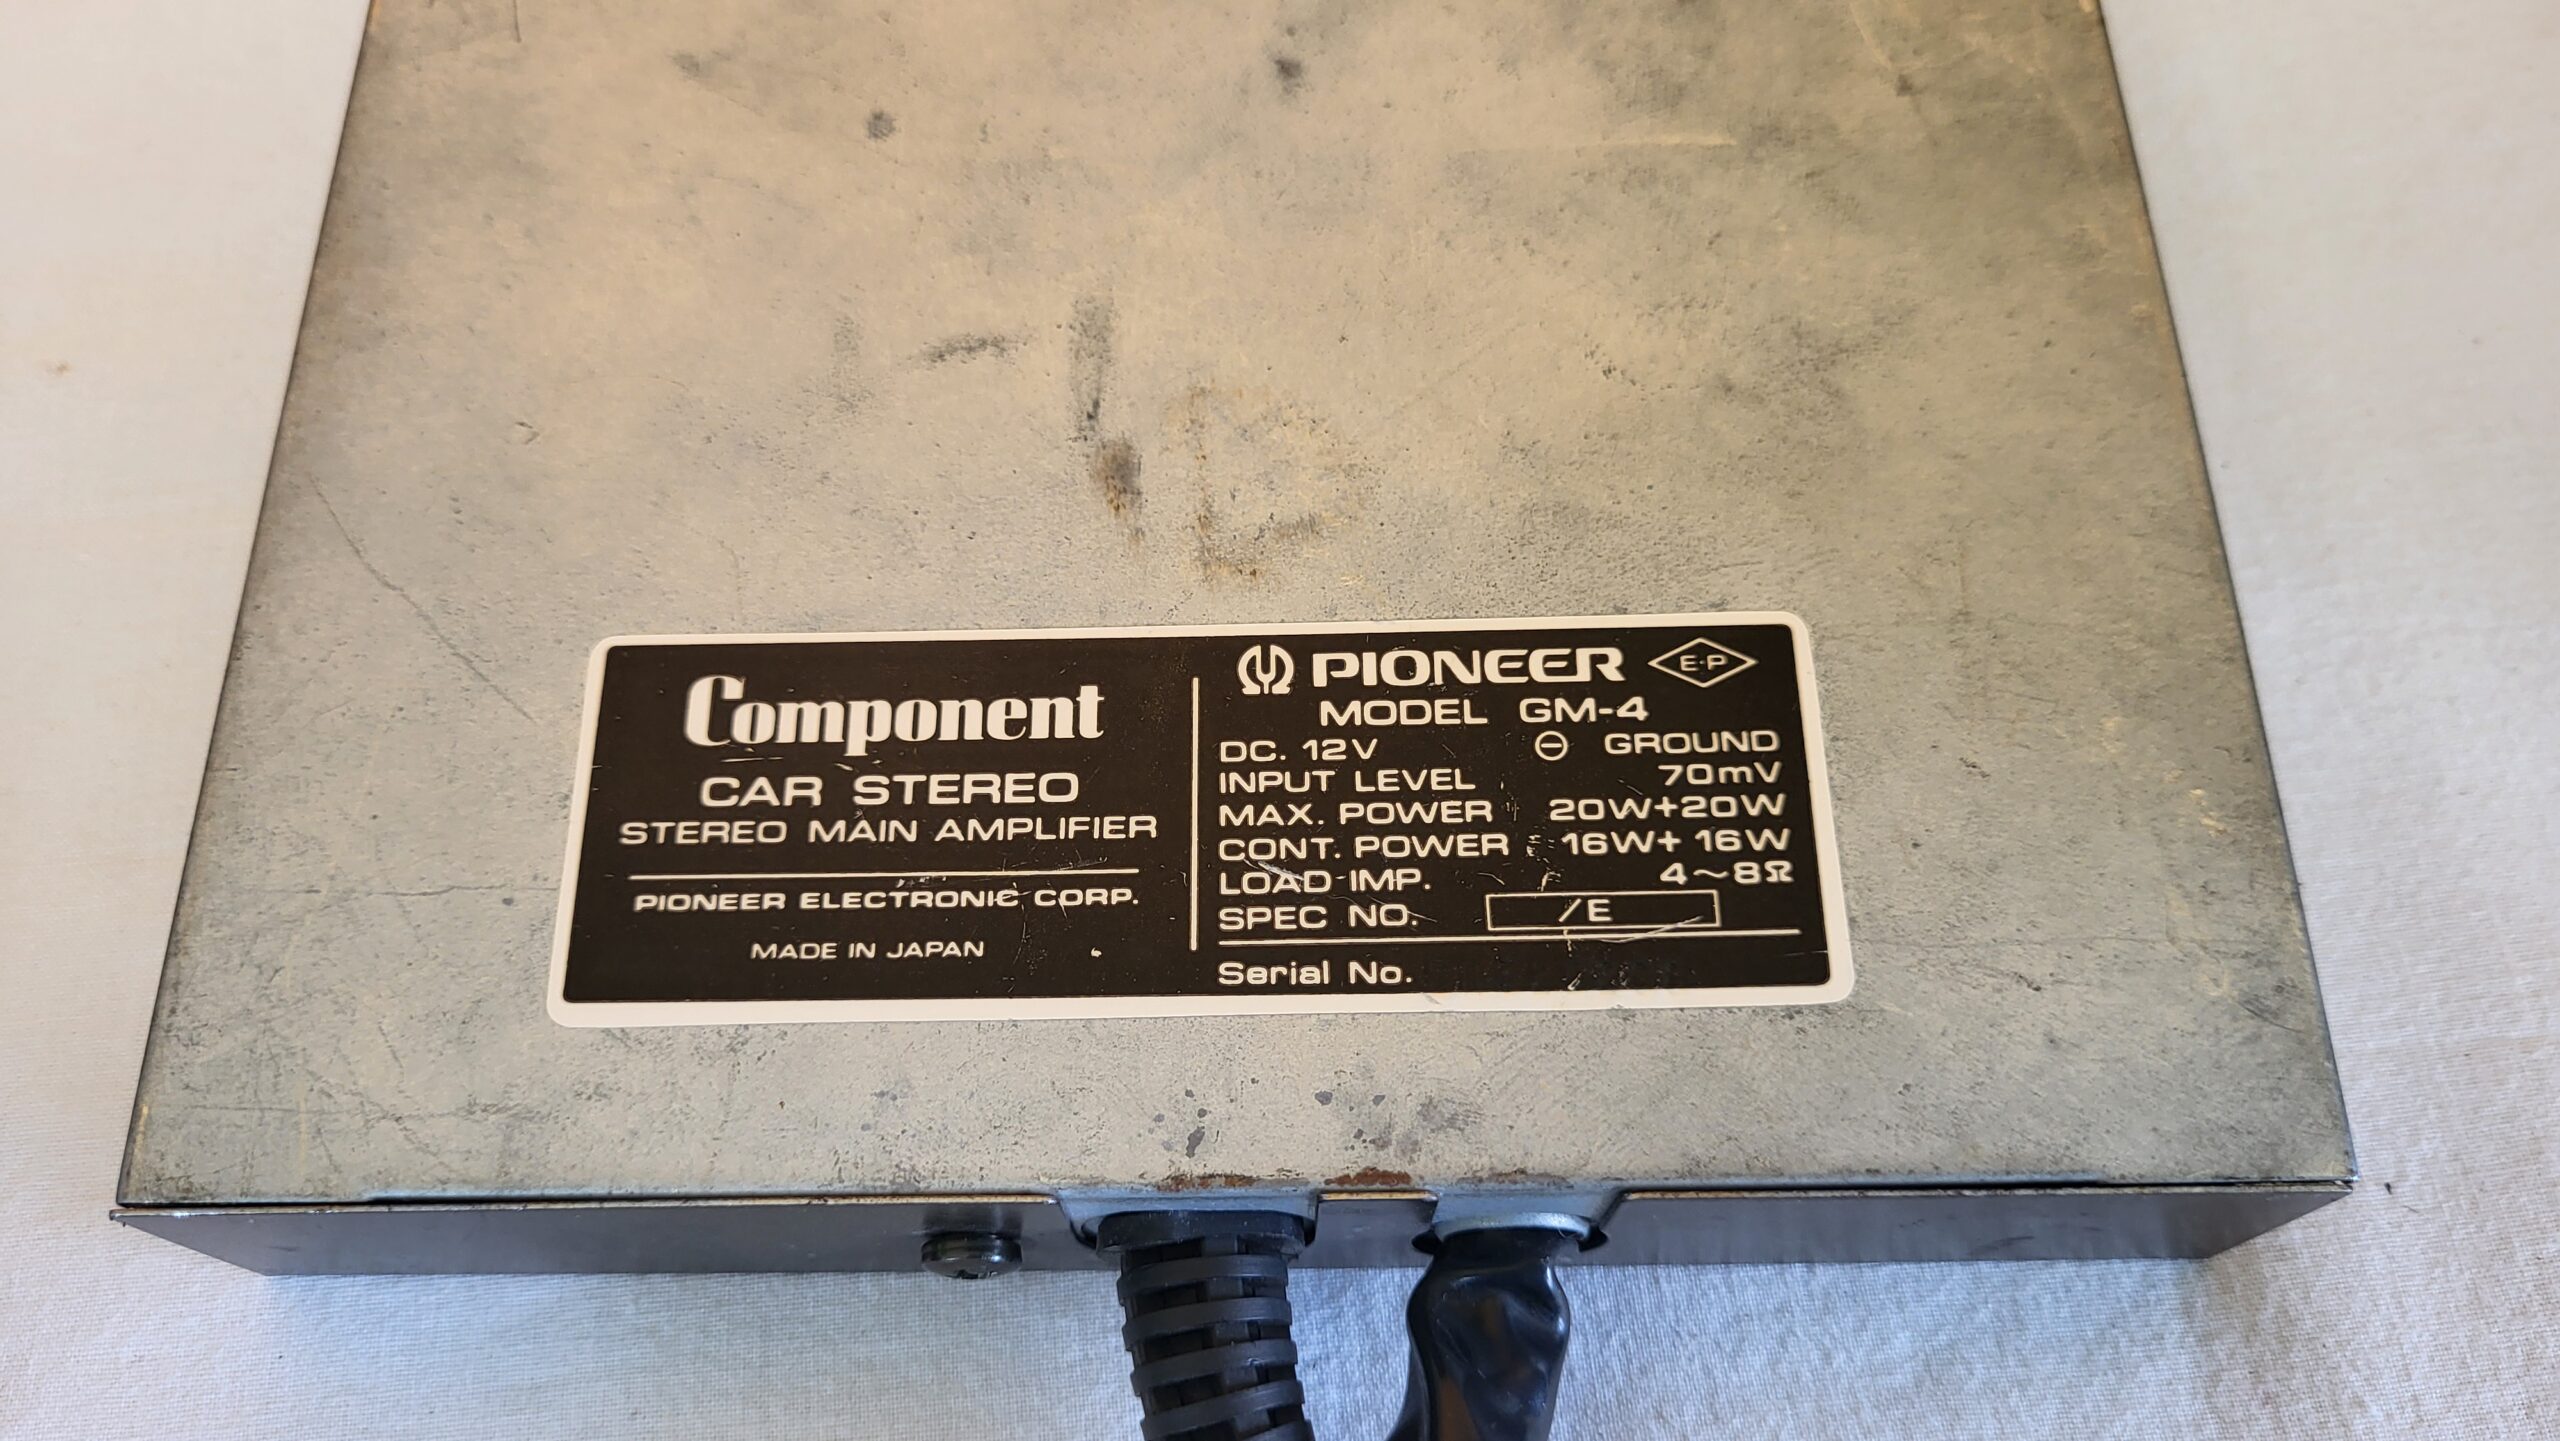 Component
CAR STEREO
STEREO MAIN AMPLIFIER
PIONEER ELECTRONIC CORP.
MADE IN JAPAN
PIONEER E·P
MODEL GM-4
DC. 12V ⊖ GROUND
INPUT LEVEL 70mV
MAX. POWER 20W+20W
CONT. POWER 16W+16W
LOAD IMP. 4~8Ω
SPEC NO. /E
Serial No.